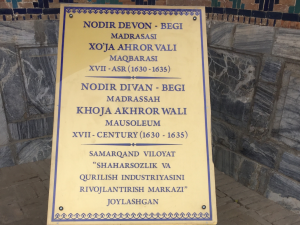 NODIR DEVON - BEGI
MADRASASI
XO'JA AHROR VALI
MAQBARASI
XVII - ASR (1630 - 1635)
NODIR DIVAN - BEGI
MADRASSAH
KHOJA AKHROR WALI
MAUSOLEUM
XVII - CENTURY (1630 - 1635)
SAMARQAND VILOYAT
"SHAHARSOZLIK VA
QURILISH INDUSTRIYASINI
RIVOJLANTIRISH MARKAZI"
JOYLASHGAN